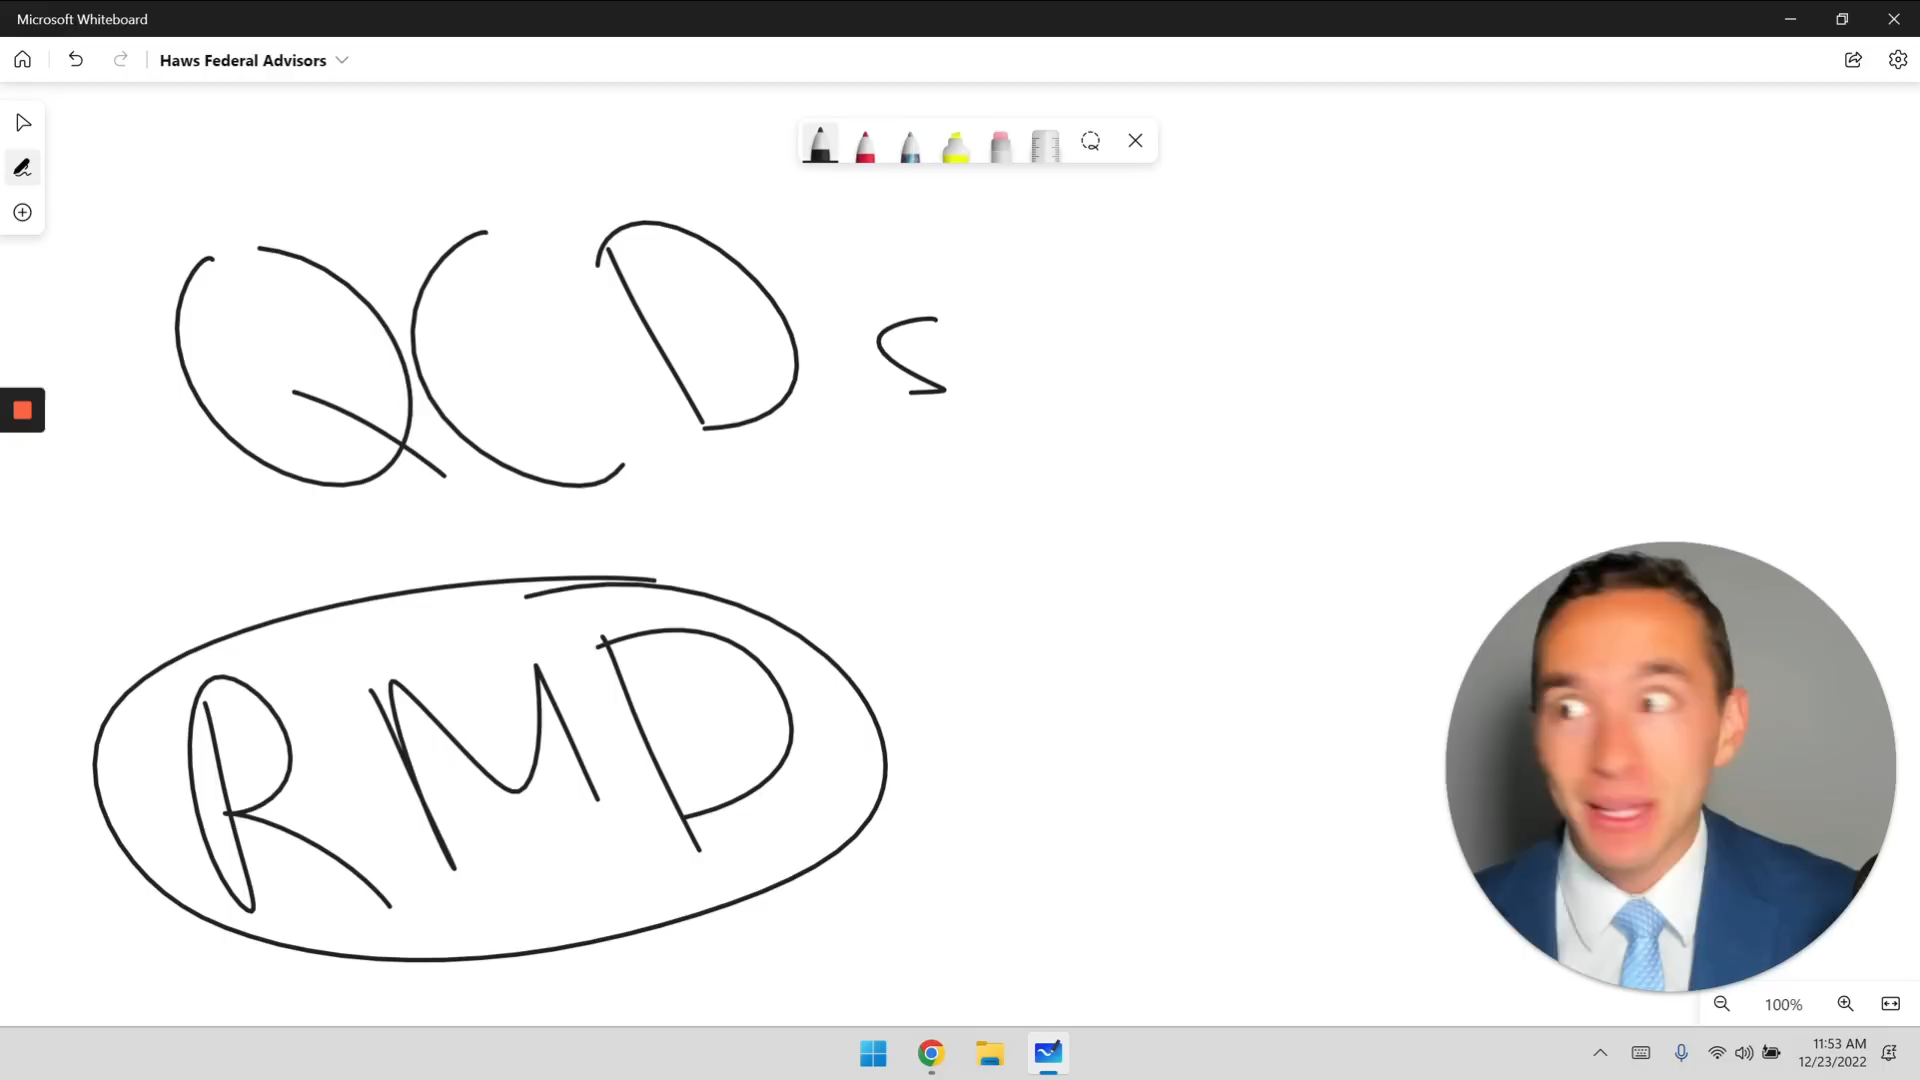 Microsoft Whiteboard
Haws Federal Advisors
QCDs
RMD
100%
11:53 AM
12/23/2022